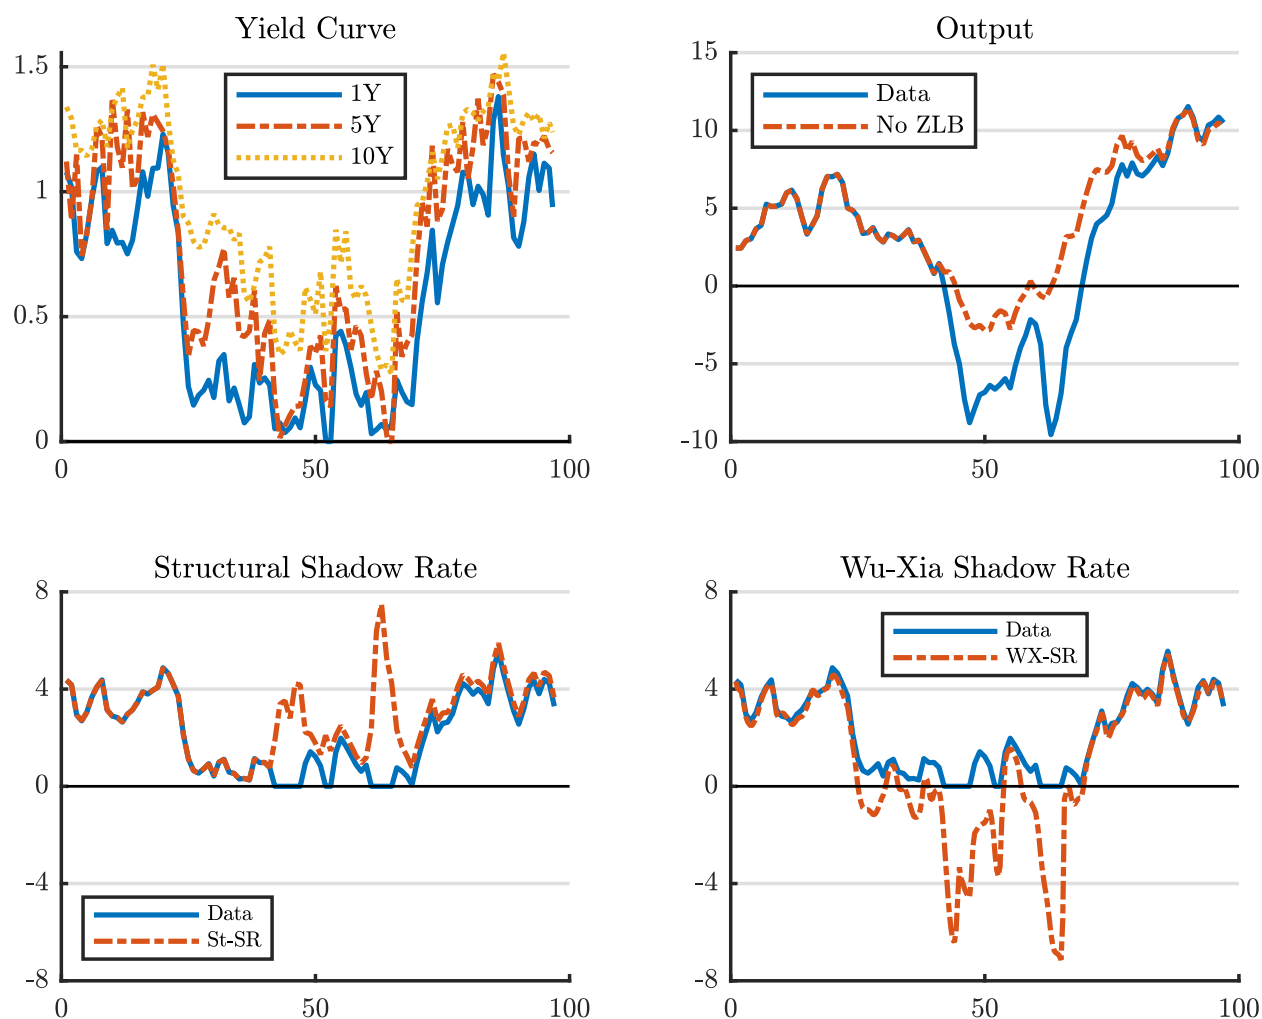 Yield Curve
1.5
1
0.5
0
0 50 100
1Y
5Y
10Y
Output
15
10
5
0
-5
-10
0 50 100
Data
No ZLB
Structural Shadow Rate
8
4
0
-4
-8
0 50 100
Data
St-SR
Wu-Xia Shadow Rate
8
4
0
-4
-8
0 50 100
Data
WX-SR